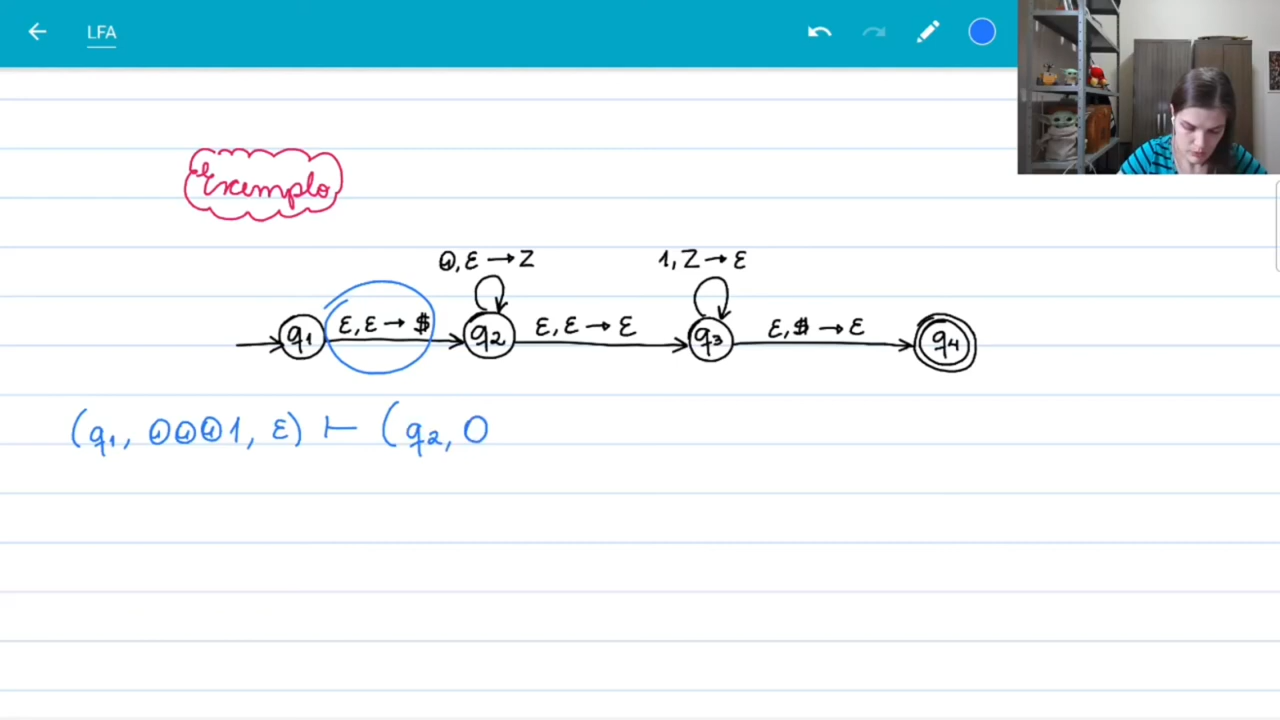 LFA
Exemplo
0, ε → Z 1, Z → ε
q1 ε, ε → $ q2 ε, ε → ε q3 ε, $ → ε q4
(q1, 0001, ε) ⊢ (q2, 0